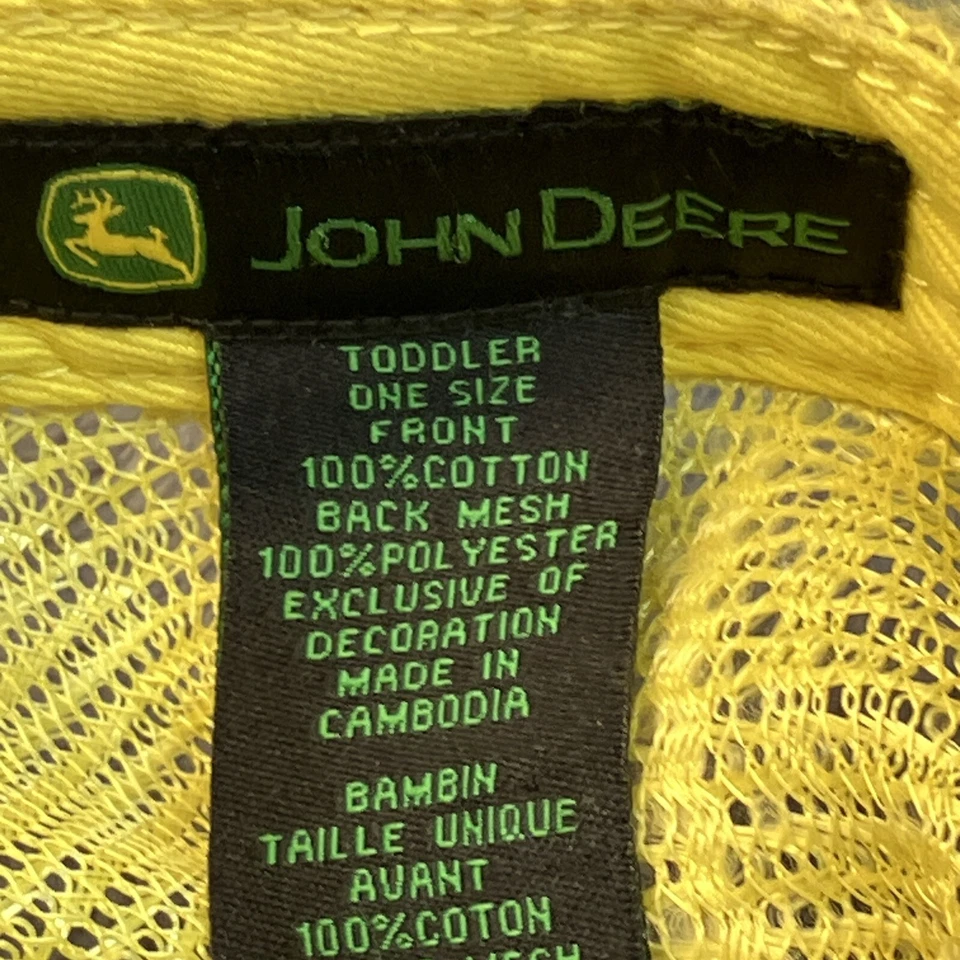 JOHN DEERE
TODDLER
ONE SIZE
FRONT
100%COTTON
BACK MESH
100%POLYESTER
EXCLUSIVE OF
DECORATION
MADE IN
CAMBODIA
BAMBIN
TAILLE UNIQUE
AVANT
100%COTON
MESH